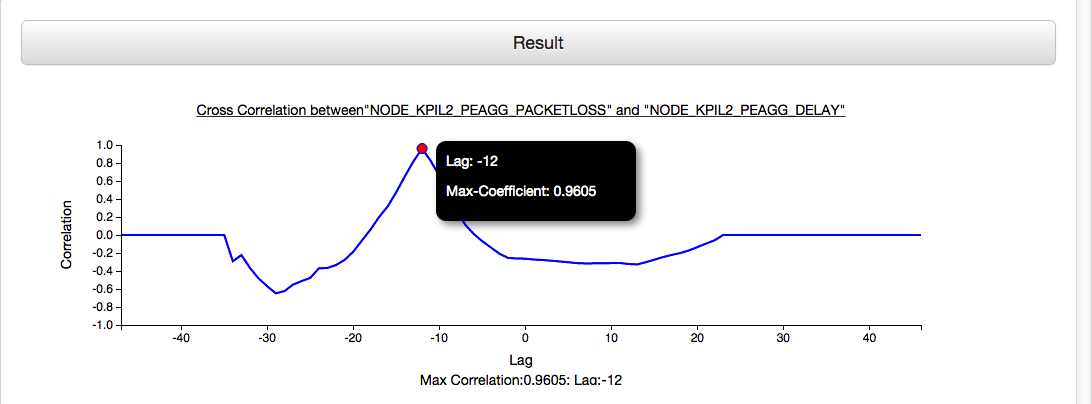 Result
Cross Correlation between"NODE_KPIL2_PEAGG_PACKETLOSS" and "NODE_KPIL2_PEAGG_DELAY"
1.0
0.8
0.6
0.4
0.2
0.0
-0.2
-0.4
-0.6
-0.8
-1.0
Correlation
Lag: -12
Max-Coefficient: 0.9605
-40 -30 -20 -10 0 10 20 30 40
Lag
Max Correlation:0.9605: Lag:-12